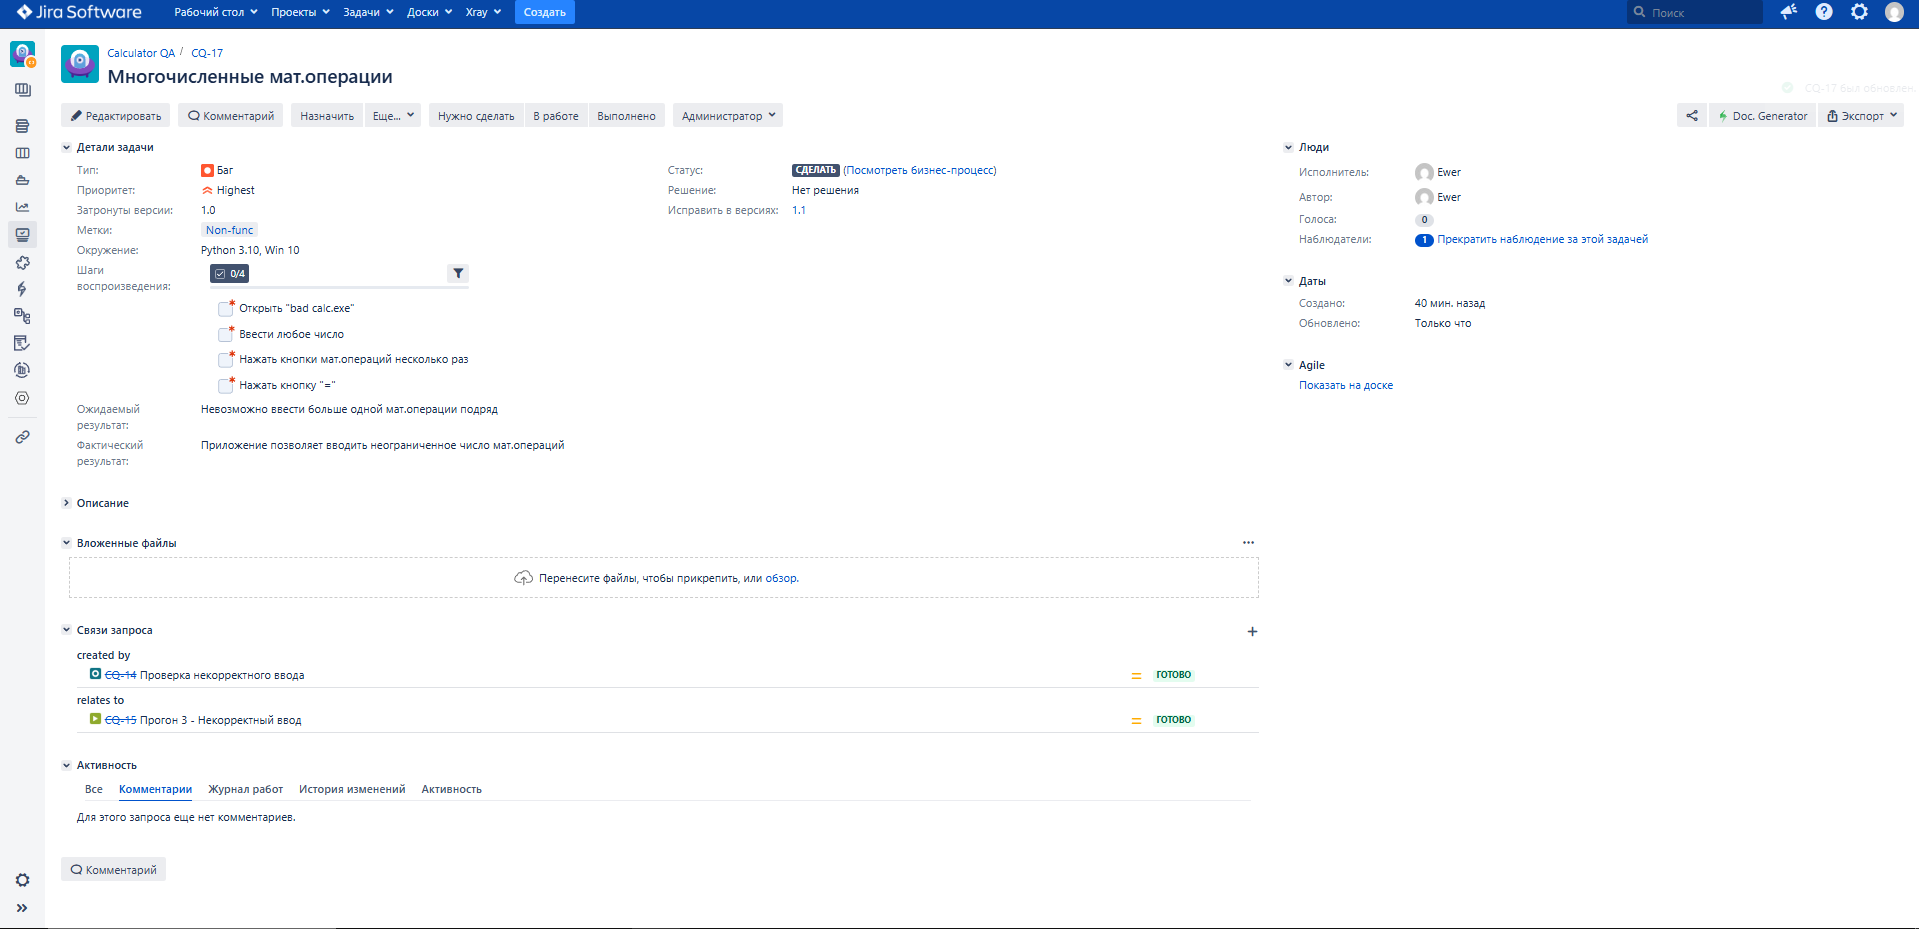 Jira Software Рабочий стол Проекты Задачи Доски Xray Создать Поиск
Calculator QA / CQ-17
Многочисленные мат.операции
CQ-17 был обновлен.
Редактировать Комментарий Назначить Еще... Нужно сделать В работе Выполнено Администратор Doc. Generator Экспорт
Детали задачи
Тип: Баг
Приоритет: Highest
Затронуты версии: 1.0
Метки: Non-func
Окружение: Python 3.10, Win 10
Шаги воспроизведения: 0/4
Открыть "bad calc.exe"
Ввести любое число
Нажать кнопки мат.операций несколько раз
Нажать кнопку "="
Ожидаемый результат: Невозможно ввести больше одной мат.операции подряд
Фактический результат: Приложение позволяет вводить неограниченное число мат.операций
Статус: СДЕЛАТЬ (Посмотреть бизнес-процесс)
Решение: Нет решения
Исправить в версиях: 1.1
Описание
Вложенные файлы
Перенесите файлы, чтобы прикрепить, или обзор.
Связи запроса
created by
CQ-14 Проверка некорректного ввода ГОТОВО
relates to
CQ-15 Прогон 3 - Некорректный ввод ГОТОВО
Активность
Все Комментарии Журнал работ История изменений Активность
Для этого запроса еще нет комментариев.
Комментарий
Люди
Исполнитель: Ewer
Автор: Ewer
Голоса: 0
Наблюдатели: 1 Прекратить наблюдение за этой задачей
Даты
Создано: 40 мин. назад
Обновлено: Только что
Agile
Показать на доске